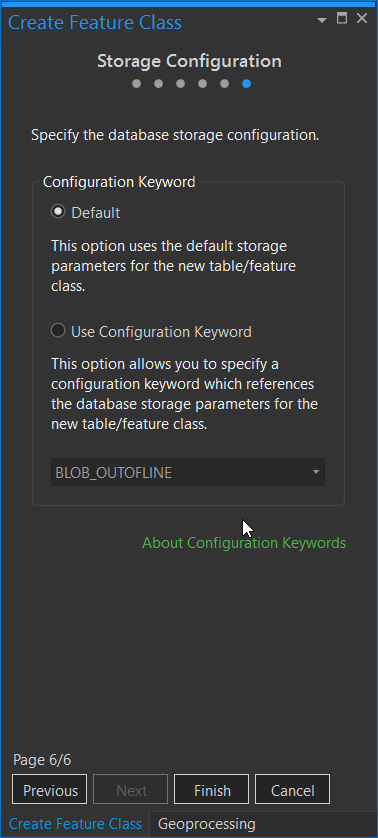 Create Feature Class
Storage Configuration
Specify the database storage configuration.
Configuration Keyword
Default
This option uses the default storage
parameters for the new table/feature
class.
Use Configuration Keyword
This option allows you to specify a
configuration keyword which references
the database storage parameters for the
new table/feature class.
BLOB_OUTOFLINE
About Configuration Keywords
Page 6/6
Previous Next Finish Cancel
Create Feature Class Geoprocessing